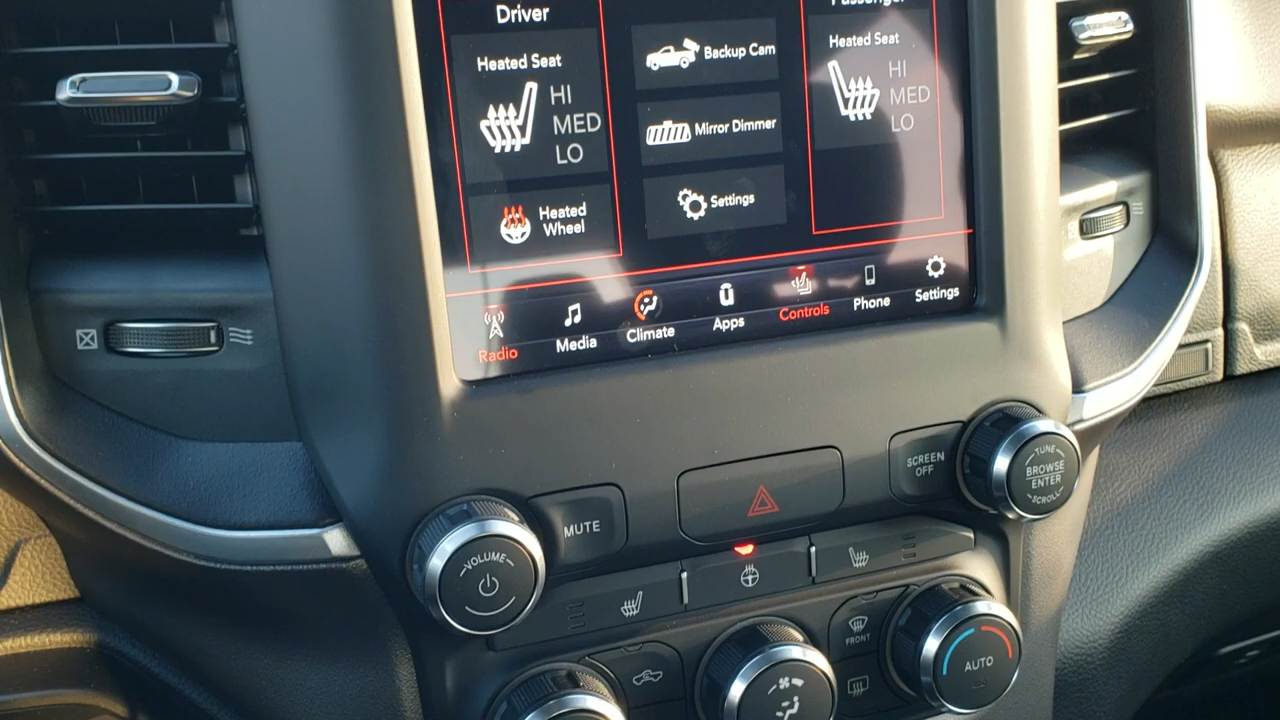 Driver
Passenger
Heated Seat
HI
MED
LO
Heated
Wheel
Backup Cam
Mirror Dimmer
Settings
Heated Seat
HI
MED
LO
Radio
Media
Climate
Apps
Controls
Phone
Settings
SCREEN
OFF
TUNE
BROWSE
ENTER
SCROLL
MUTE
VOLUME
FRONT
AUTO